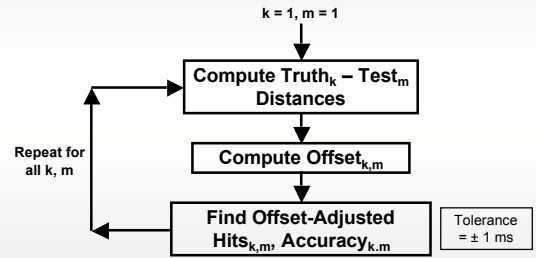 k = 1, m = 1
Compute Truthk – Testm
Distances
Repeat for
all k, m
Compute Offsetk,m
Find Offset-Adjusted
Hitsk,m, Accuracyk.m
Tolerance
= ± 1 ms